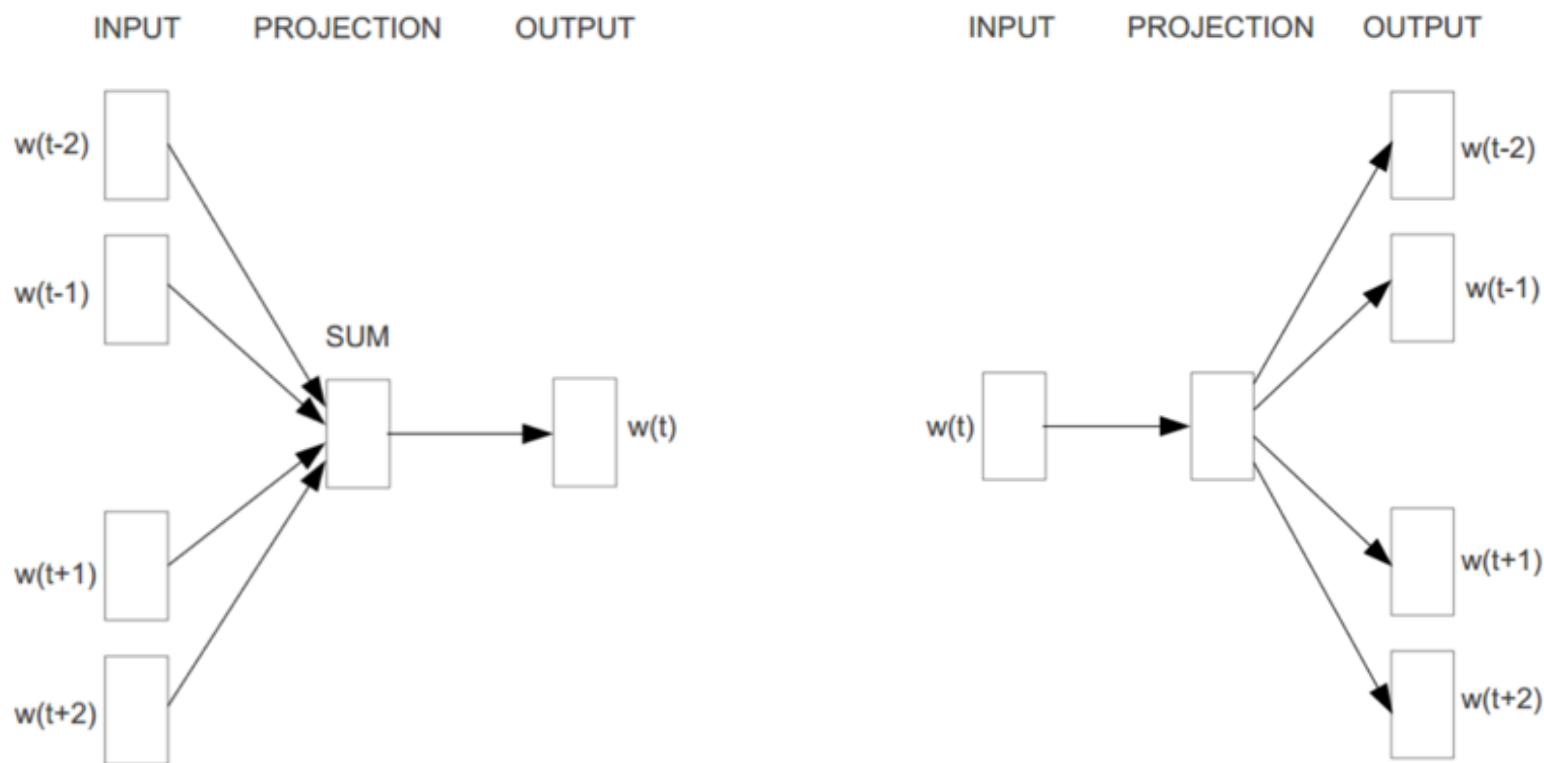 INPUT PROJECTION OUTPUT
w(t-2)
w(t-1)
SUM
w(t)
w(t+1)
w(t+2)
INPUT PROJECTION OUTPUT
w(t-2)
w(t-1)
w(t)
w(t+1)
w(t+2)